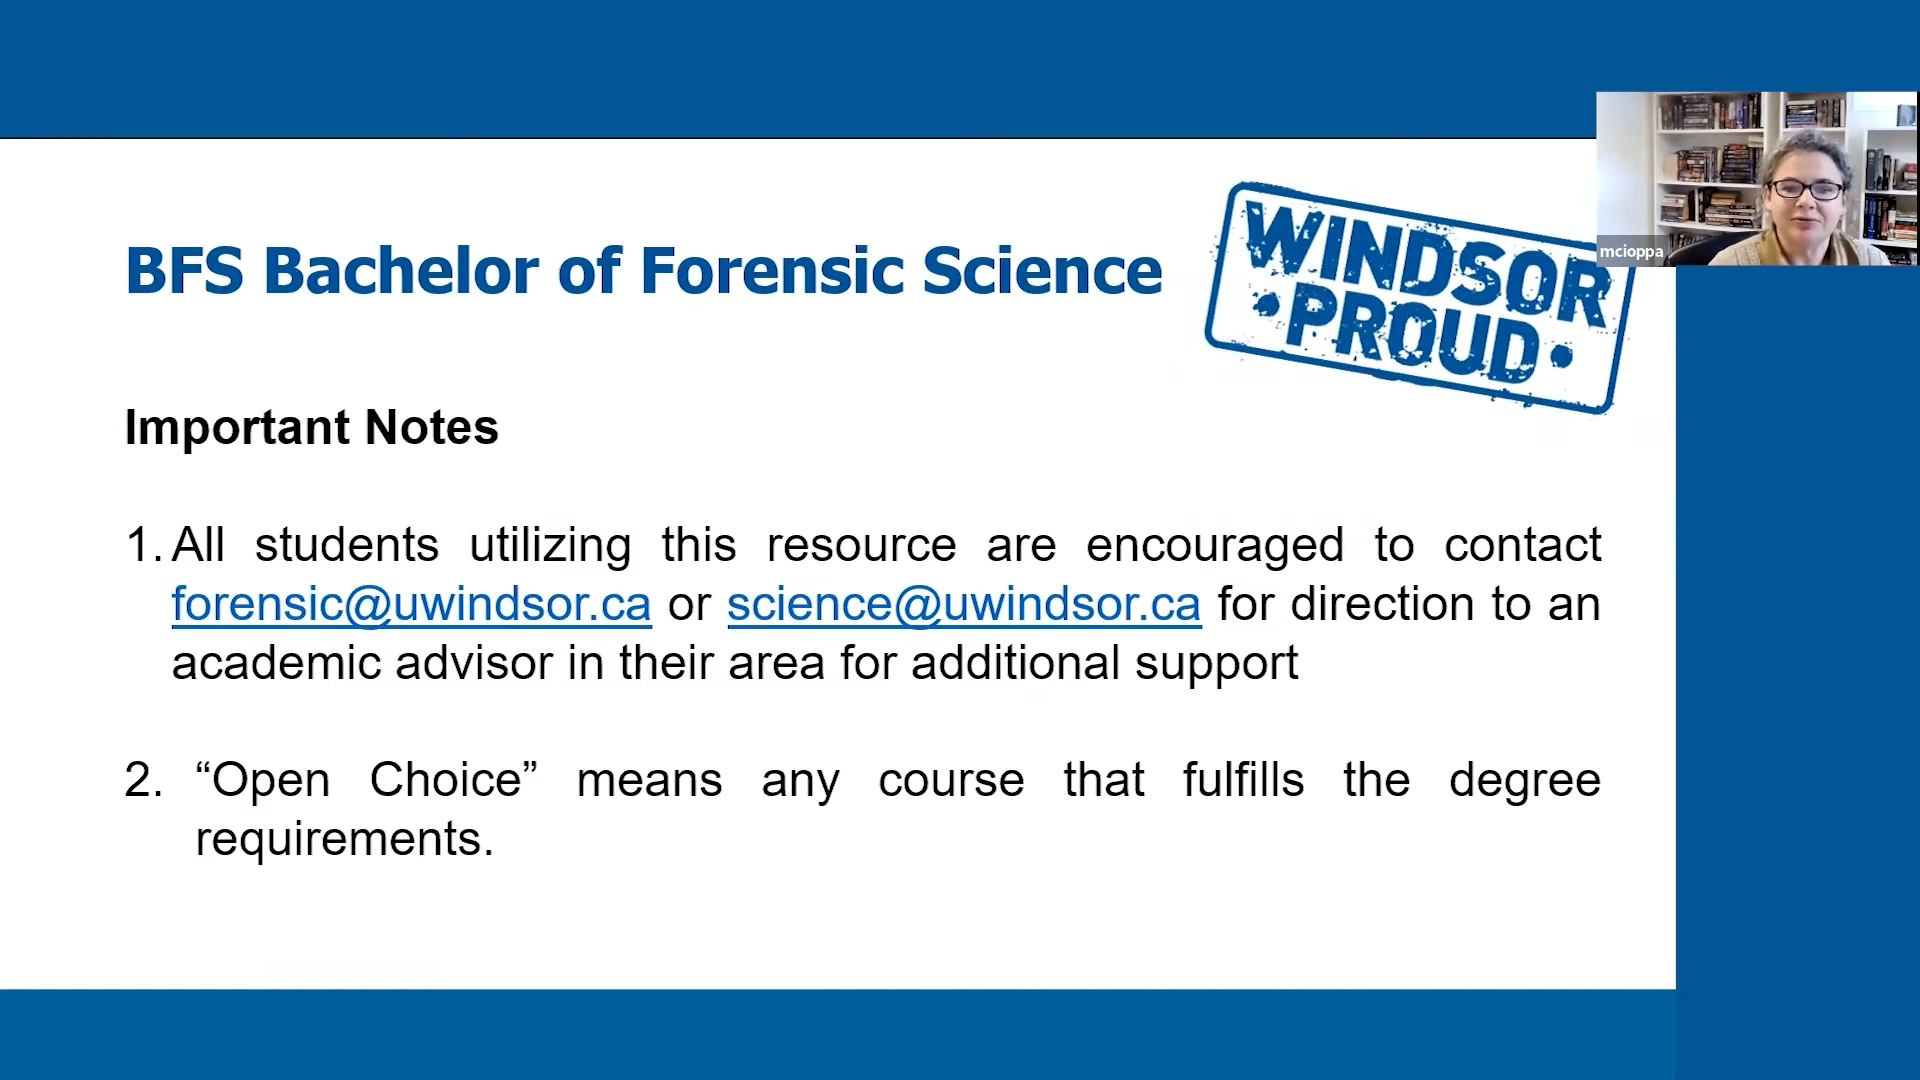 BFS Bachelor of Forensic Science
WINDSOR
• PROUD •
mcioppa
Important Notes
1. All students utilizing this resource are encouraged to contact
forensic@uwindsor.ca or science@uwindsor.ca for direction to an
academic advisor in their area for additional support
2. “Open Choice” means any course that fulfills the degree
requirements.